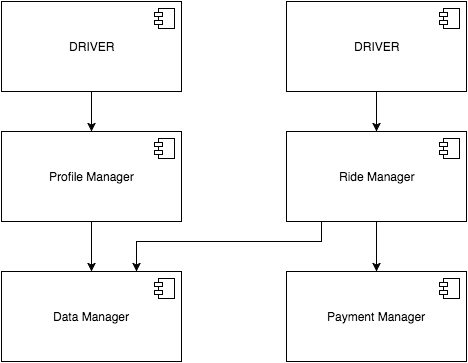 DRIVER
DRIVER
Profile Manager
Ride Manager
Data Manager
Payment Manager